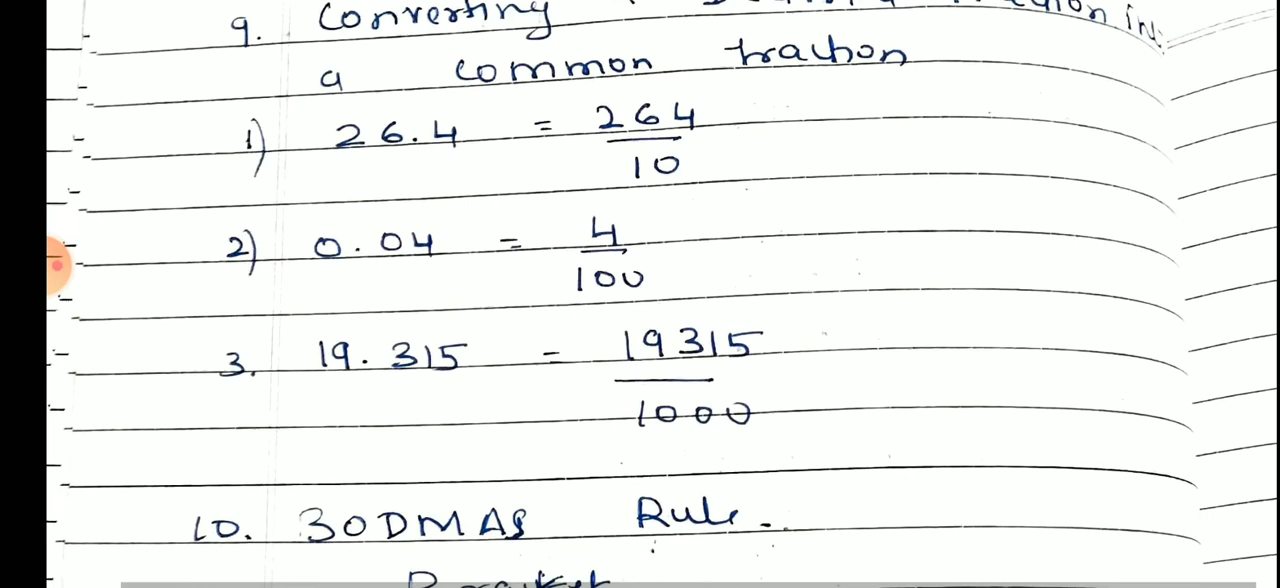 9. Converting
a common fraction
1) 26.4 = 264/10
2) 0.04 = 4/100
3. 19.315 = 19315/1000
10. BODMAS Rule.
Bracket